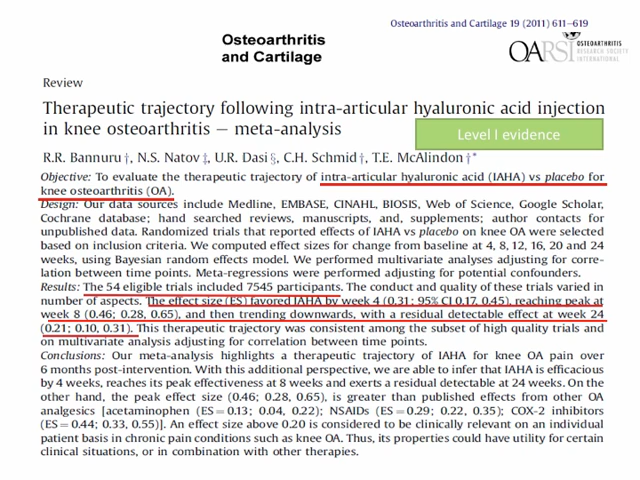 Osteoarthritis and Cartilage 19 (2011) 611–619
Osteoarthritis
and Cartilage
OARSI OSTEOARTHRITIS
RESEARCH SOCIETY
INTERNATIONAL
Review
Therapeutic trajectory following intra-articular hyaluronic acid injection
in knee osteoarthritis – meta-analysis
Level I evidence
R.R. Bannuru †, N.S. Natov ‡, U.R. Dasi §, C.H. Schmid †, T.E. McAlindon †*
Objective: To evaluate the therapeutic trajectory of intra-articular hyaluronic acid (IAHA) vs placebo for
knee osteoarthritis (OA).
Design: Our data sources include Medline, EMBASE, CINAHL, BIOSIS, Web of Science, Google Scholar,
Cochrane database; hand searched reviews, manuscripts, and, supplements; author contacts for
unpublished data. Randomized trials that reported effects of IAHA vs placebo on knee OA were selected
based on inclusion criteria. We computed effect sizes for change from baseline at 4, 8, 12, 16, 20 and 24
weeks, using Bayesian random effects model. We performed multivariate analyses adjusting for corre-
lation between time points. Meta-regressions were performed adjusting for potential confounders.
Results: The 54 eligible trials included 7545 participants. The conduct and quality of these trials varied in
number of aspects. The effect size (ES) favored IAHA by week 4 (0.31; 95% CI 0.17, 0.45), reaching peak at
week 8 (0.46; 0.28, 0.65), and then trending downwards, with a residual detectable effect at week 24
(0.21; 0.10, 0.31). This therapeutic trajectory was consistent among the subset of high quality trials and
on multivariate analysis adjusting for correlation between time points.
Conclusions: Our meta-analysis highlights a therapeutic trajectory of IAHA for knee OA pain over
6 months post-intervention. With this additional perspective, we are able to infer that IAHA is efficacious
by 4 weeks, reaches its peak effectiveness at 8 weeks and exerts a residual detectable at 24 weeks. On the
other hand, the peak effect size (0.46; 0.28, 0.65), is greater than published effects from other OA
analgesics [acetaminophen (ES = 0.13; 0.04, 0.22); NSAIDs (ES = 0.29; 0.22, 0.35); COX-2 inhibitors
(ES = 0.44; 0.33, 0.55)]. An effect size above 0.20 is considered to be clinically relevant on an individual
patient basis in chronic pain conditions such as knee OA. Thus, its properties could have utility for certain
clinical situations, or in combination with other therapies.